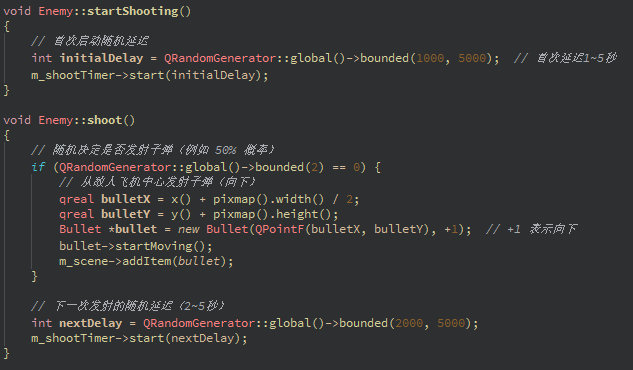 void Enemy::startShooting()
{
    // 首次启动随机延迟
    int initialDelay = QRandomGenerator::global()->bounded(1000, 5000);  // 首次延迟1~5秒
    m_shootTimer->start(initialDelay);
}

void Enemy::shoot()
{
    // 随机决定是否发射子弹（例如 50% 概率）
    if (QRandomGenerator::global()->bounded(2) == 0) {
        // 从敌人飞机中心发射子弹（向下）
        qreal bulletX = x() + pixmap().width() / 2;
        qreal bulletY = y() + pixmap().height();
        Bullet *bullet = new Bullet(QPointF(bulletX, bulletY), +1);  // +1 表示向下
        bullet->startMoving();
        m_scene->addItem(bullet);
    }

    // 下一次发射的随机延迟（2~5秒）
    int nextDelay = QRandomGenerator::global()->bounded(2000, 5000);
    m_shootTimer->start(nextDelay);
}